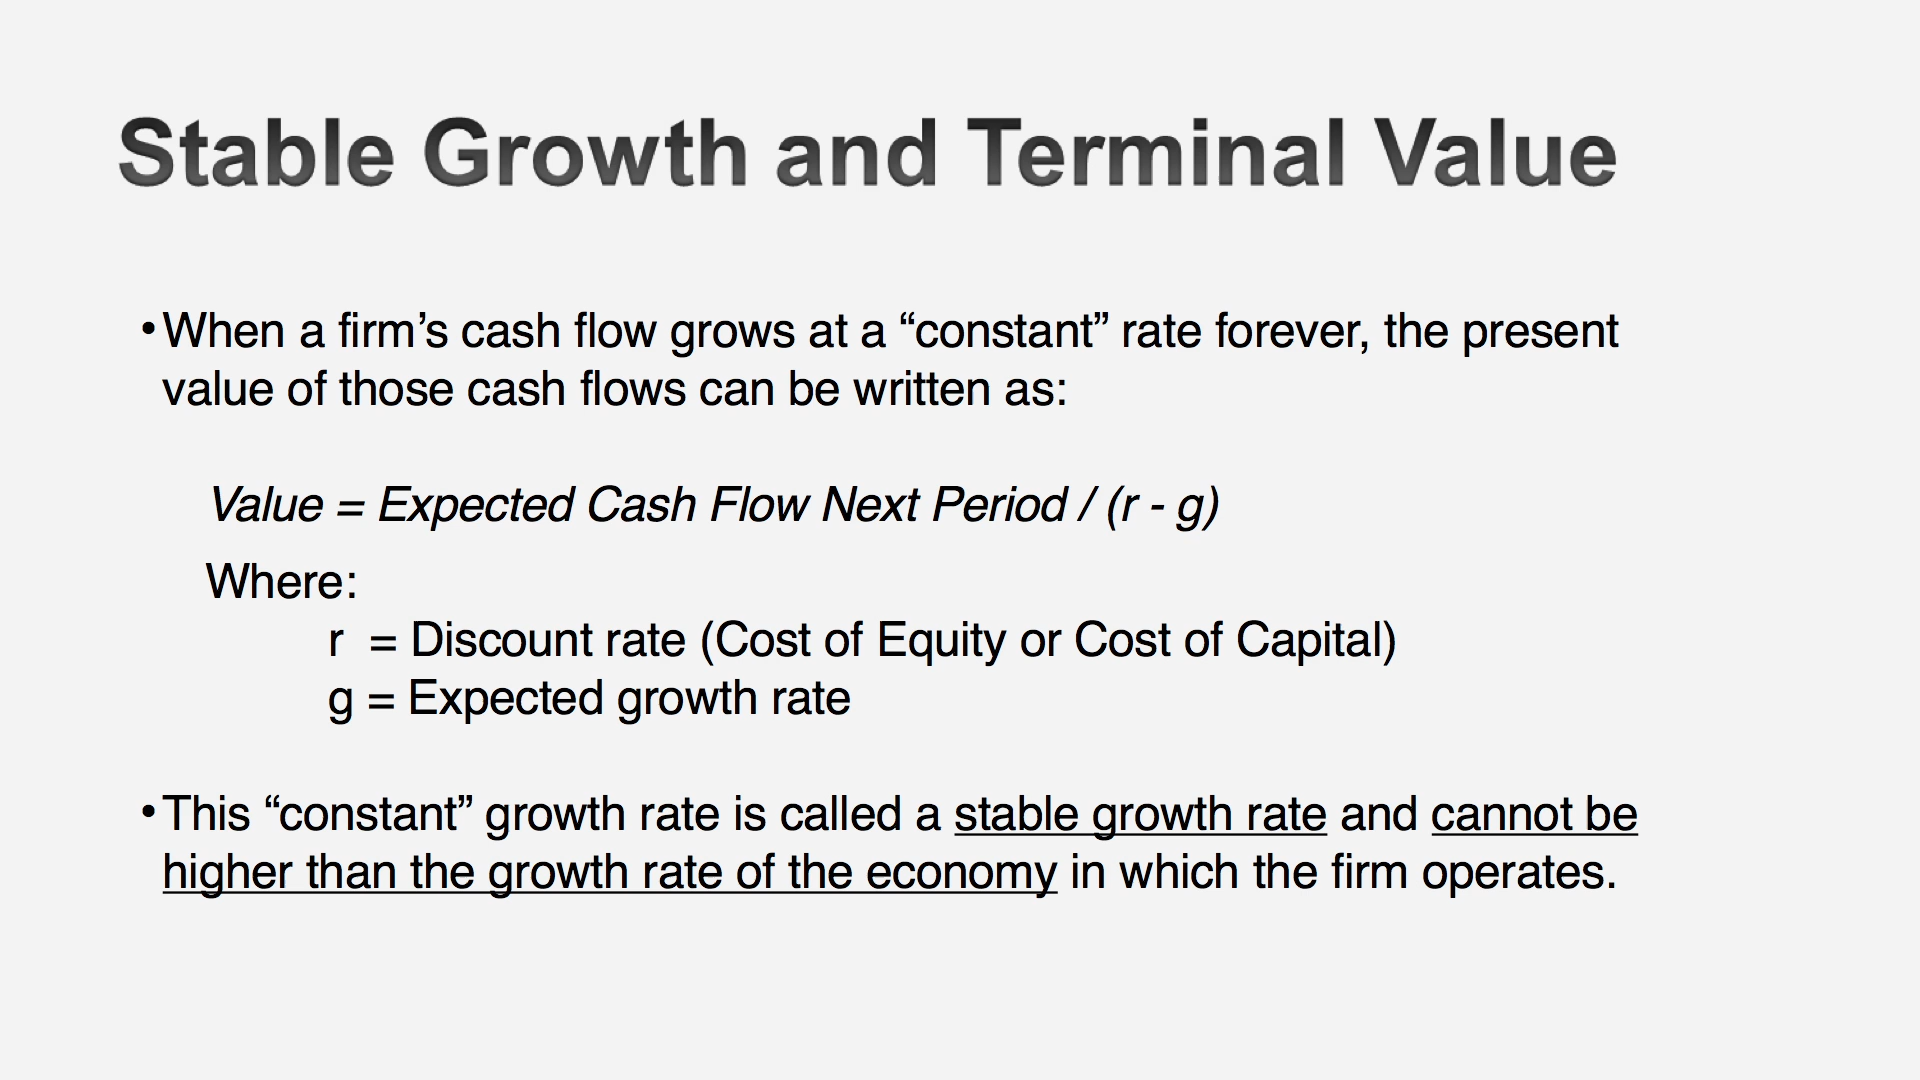 Stable Growth and Terminal Value
•When a firm’s cash flow grows at a “constant” rate forever, the present
value of those cash flows can be written as:
Value = Expected Cash Flow Next Period / (r - g)
Where:
r = Discount rate (Cost of Equity or Cost of Capital)
g = Expected growth rate
•This “constant” growth rate is called a stable growth rate and cannot be
higher than the growth rate of the economy in which the firm operates.